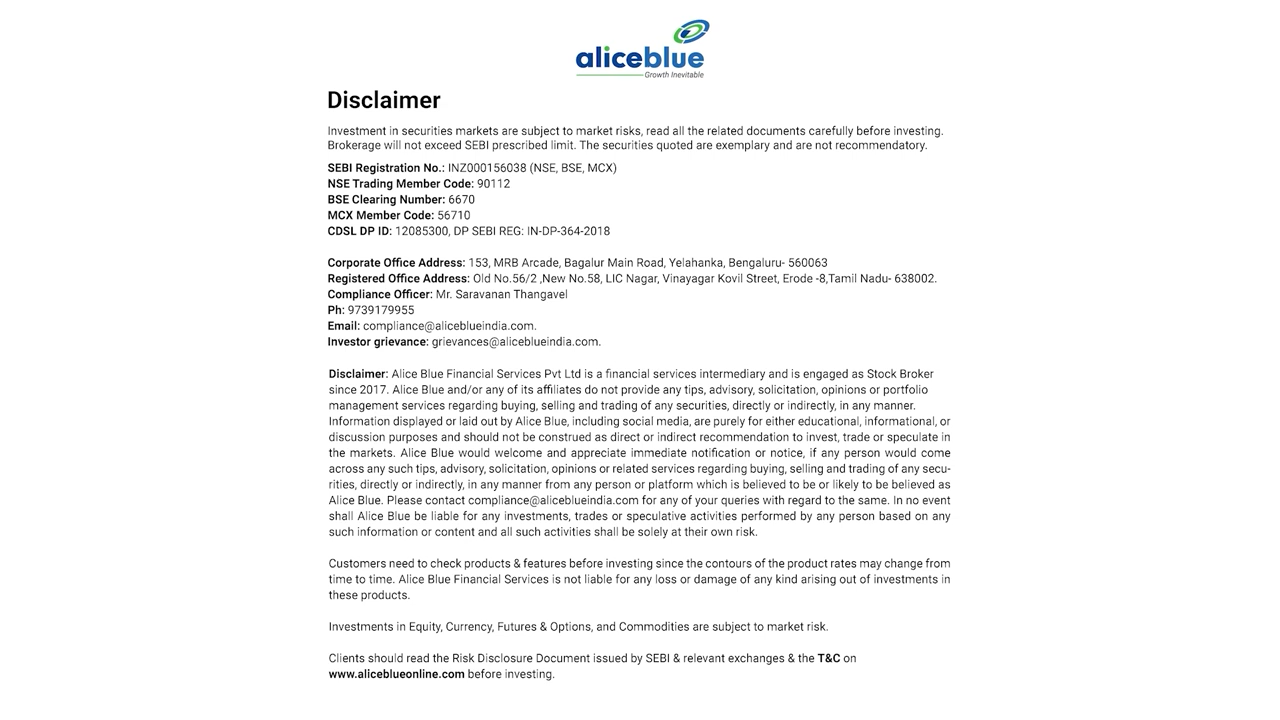 aliceblue
Growth Inevitable
Disclaimer
Investment in securities markets are subject to market risks, read all the related documents carefully before investing.
Brokerage will not exceed SEBI prescribed limit. The securities quoted are exemplary and are not recommendatory.
SEBI Registration No.: INZ000156038 (NSE, BSE, MCX)
NSE Trading Member Code: 90112
BSE Clearing Number: 6670
MCX Member Code: 56710
CDSL DP ID: 12085300, DP SEBI REG: IN-DP-364-2018
Corporate Office Address: 153, MRB Arcade, Bagalur Main Road, Yelahanka, Bengaluru- 560063
Registered Office Address: Old No.56/2 ,New No.58, LIC Nagar, Vinayagar Kovil Street, Erode -8,Tamil Nadu- 638002.
Compliance Officer: Mr. Saravanan Thangavel
Ph: 9739179955
Email: compliance@aliceblueindia.com.
Investor grievance: grievances@aliceblueindia.com.
Disclaimer: Alice Blue Financial Services Pvt Ltd is a financial services intermediary and is engaged as Stock Broker
since 2017. Alice Blue and/or any of its affiliates do not provide any tips, advisory, solicitation, opinions or portfolio
management services regarding buying, selling and trading of any securities, directly or indirectly, in any manner.
Information displayed or laid out by Alice Blue, including social media, are purely for either educational, informational, or
discussion purposes and should not be construed as direct or indirect recommendation to invest, trade or speculate in
the markets. Alice Blue would welcome and appreciate immediate notification or notice, if any person would come
across any such tips, advisory, solicitation, opinions or related services regarding buying, selling and trading of any secu-
rities, directly or indirectly, in any manner from any person or platform which is believed to be or likely to be believed as
Alice Blue. Please contact compliance@aliceblueindia.com for any of your queries with regard to the same. In no event
shall Alice Blue be liable for any investments, trades or speculative activities performed by any person based on any
such information or content and all such activities shall be solely at their own risk.
Customers need to check products & features before investing since the contours of the product rates may change from
time to time. Alice Blue Financial Services is not liable for any loss or damage of any kind arising out of investments in
these products.
Investments in Equity, Currency, Futures & Options, and Commodities are subject to market risk.
Clients should read the Risk Disclosure Document issued by SEBI & relevant exchanges & the T&C on
www.aliceblueonline.com before investing.